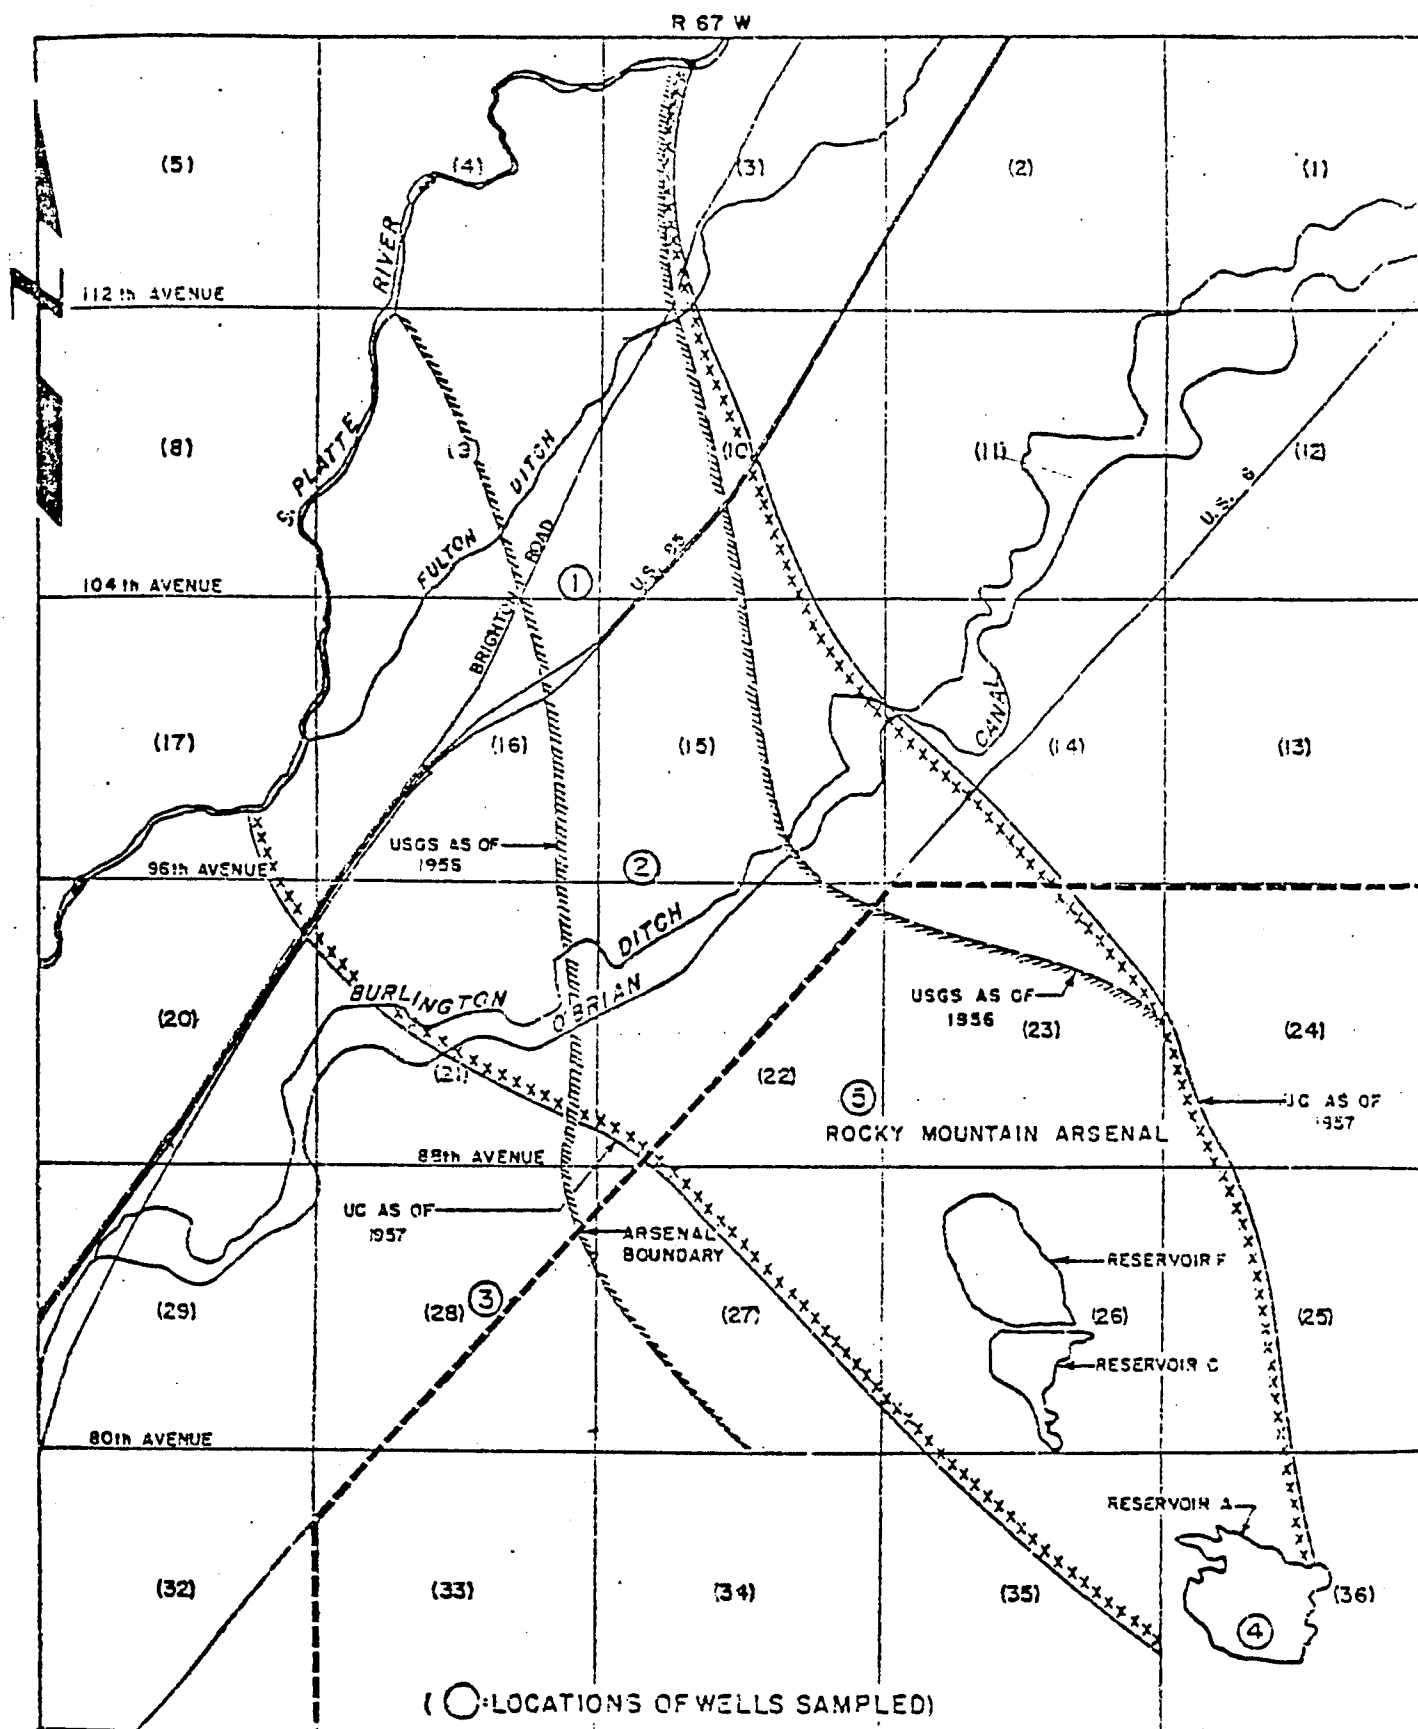 R 67 W
(5)
(4)
(3)
(2)
(1)
RIVER
112th AVENUE
N
(8)
S. PLATTE
(9)
DITCH
(10)
(11)
(12)
U.S. 6
FULTON
ROAD
U.S. 85
1
104th AVENUE
BRIGHTON
(17)
(16)
(15)
CANAL
(14)
(13)
USGS AS OF
1956
2
96th AVENUE
DITCH
BURLINGTON
O'BRIAN
USGS AS OF
1956
(20)
(21)
(22)
(23)
(24)
5
UC AS OF
1957
ROCKY MOUNTAIN ARSENAL
88th AVENUE
UC AS OF
1957
ARSENAL
BOUNDARY
RESERVOIR F
(29)
(28)
3
(27)
(26)
(25)
RESERVOIR C
80th AVENUE
RESERVOIR A
(32)
(33)
(34)
(35)
(36)
4
( ◯=LOCATIONS OF WELLS SAMPLED)